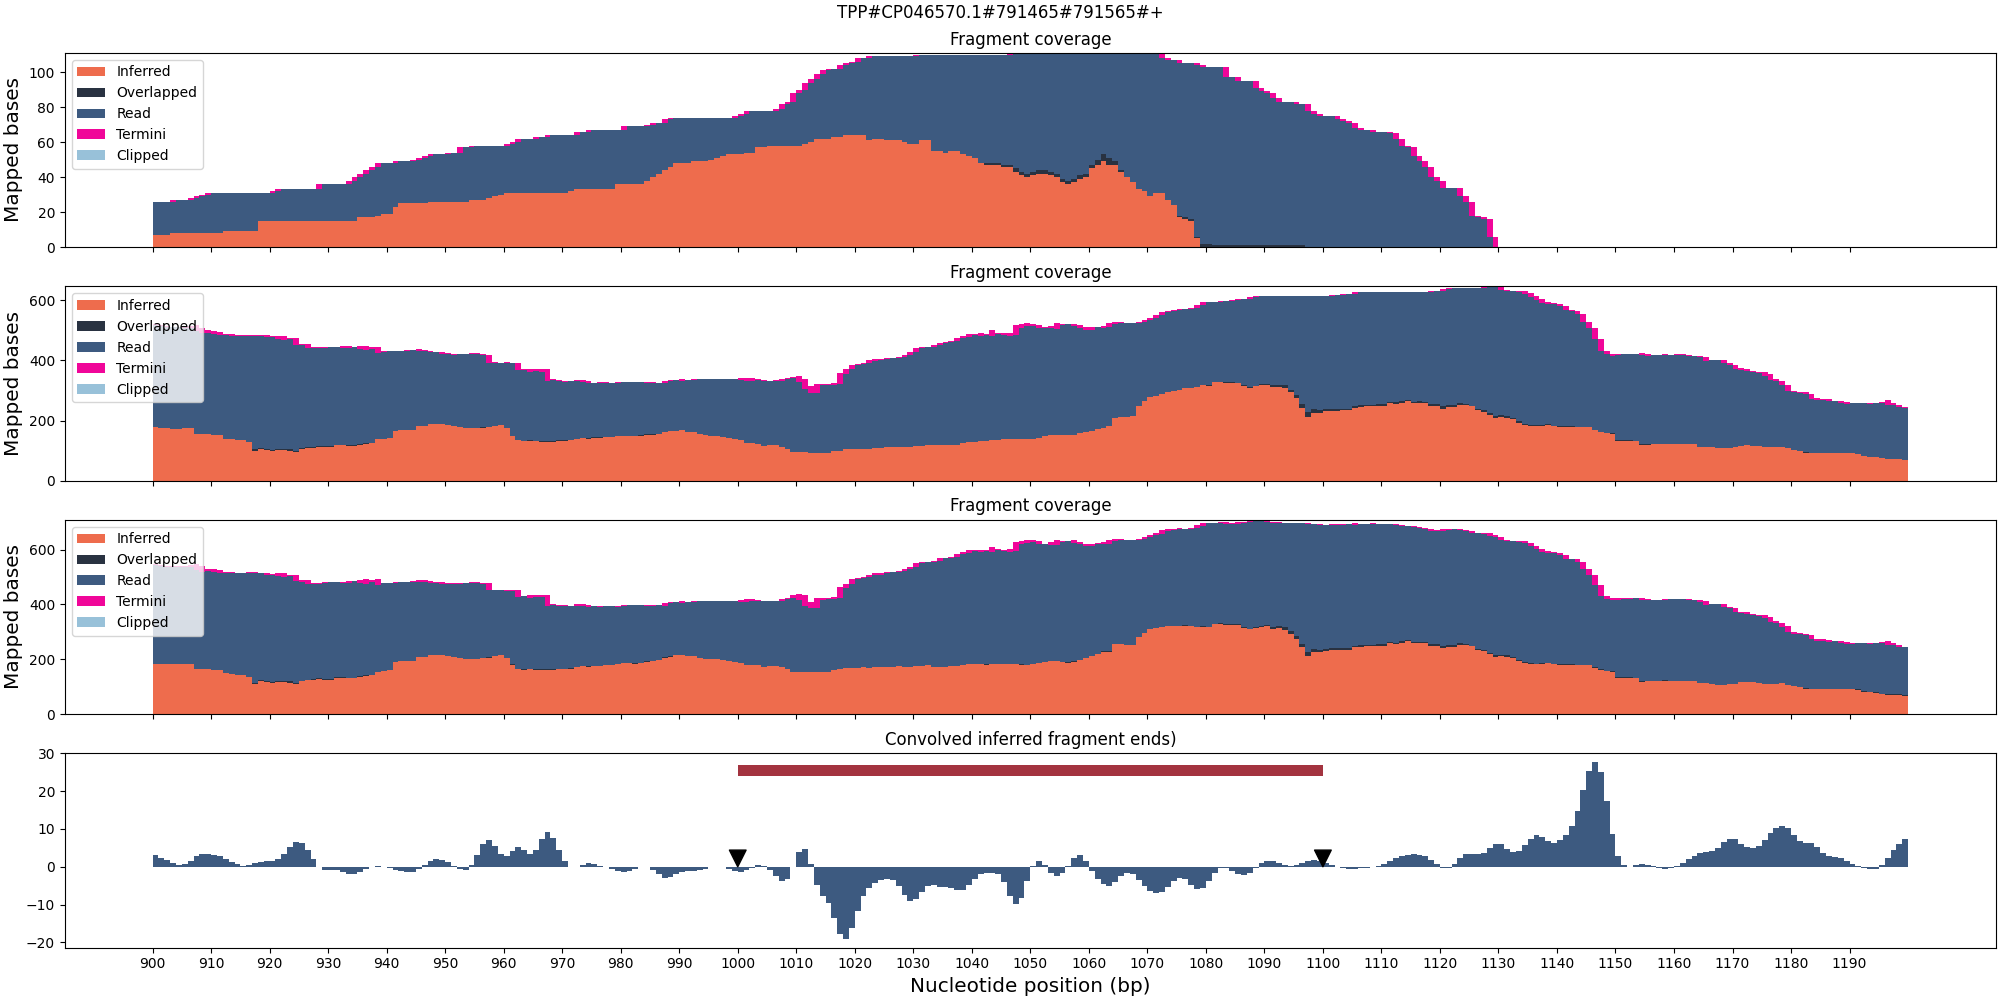 TPP#CP046570.1#791465#791565#+
Fragment coverage
Mapped bases
100
80
60
40
20
0
Inferred
Overlapped
Read
Termini
Clipped
Fragment coverage
Mapped bases
600
400
200
0
Inferred
Overlapped
Read
Termini
Clipped
Fragment coverage
Mapped bases
600
400
200
0
Inferred
Overlapped
Read
Termini
Clipped
Convolved inferred fragment ends)
30
20
10
0
−10
−20
900 910 920 930 940 950 960 970 980 990 1000 1010 1020 1030 1040 1050 1060 1070 1080 1090 1100 1110 1120 1130 1140 1150 1160 1170 1180 1190
Nucleotide position (bp)